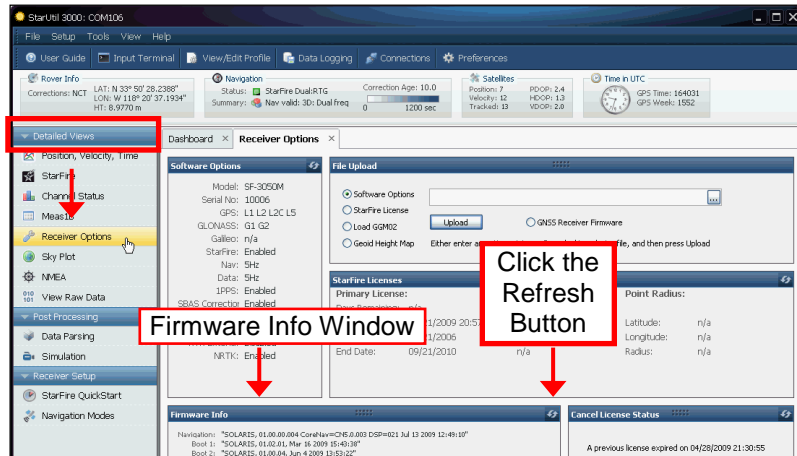 StarUtil 3000: COM106
File Setup Tools View Help
User Guide Input Terminal View/Edit Profile Data Logging Connections Preferences
Rover Info
Corrections: NCT
LAT: N 33° 50' 28.2388"
LON: W 118° 20' 37.1934"
HT: 8.9770 m
Navigation
Status: StarFire Dual:RTG
Summary: Nav valid: 3D: Dual freq
Correction Age: 10.0
0 1200 sec
Satellites
Position: 7 PDOP: 2.4
Velocity: 12 HDOP: 1.3
Tracked: 13 VDOP: 2.0
Time in UTC
GPS Time: 164031
GPS Week: 1552
Detailed Views
Position, Velocity, Time
StarFire
Channel Status
Meas1B
Receiver Options
Sky Plot
NMEA
View Raw Data
Post Processing
Data Parsing
Simulation
Receiver Setup
StarFire QuickStart
Navigation Modes
Dashboard × Receiver Options ×
Software Options
Model: SF-3050M
Serial No: 10006
GPS: L1 L2 L2C L5
GLONASS: G1 G2
Galileo: n/a
StarFire: Enabled
Nav: 5Hz
Data: 5Hz
1PPS: Enabled
SBAS Correction Enabled
NRTK: Enabled
File Upload
Software Options
StarFire License
Load GGM02
Geoid Height Map
...
Upload
GNSS Receiver Firmware
Either enter a file, and then press Upload
StarFire Licenses
Primary License:
Point Radius:
/2009 20:57
/2006
End Date: 09/21/2010 n/a
Latitude: n/a
Longitude: n/a
Radius: n/a
Firmware Info Window
Click the
Refresh
Button
Firmware Info
Navigation: "SOLARIS, 01.00.00.004 CoreNav=CN5.0.003 DSP=021 Jul 13 2009 12:49:10"
Boot 1: "SOLARIS, 01.02.01, Mar 16 2009 15:43:38"
Boot 2: "SOLARIS, 01.00.04, Jun 4 2009 13:53:22"
Cancel License Status
A previous license expired on 04/28/2009 21:30:55